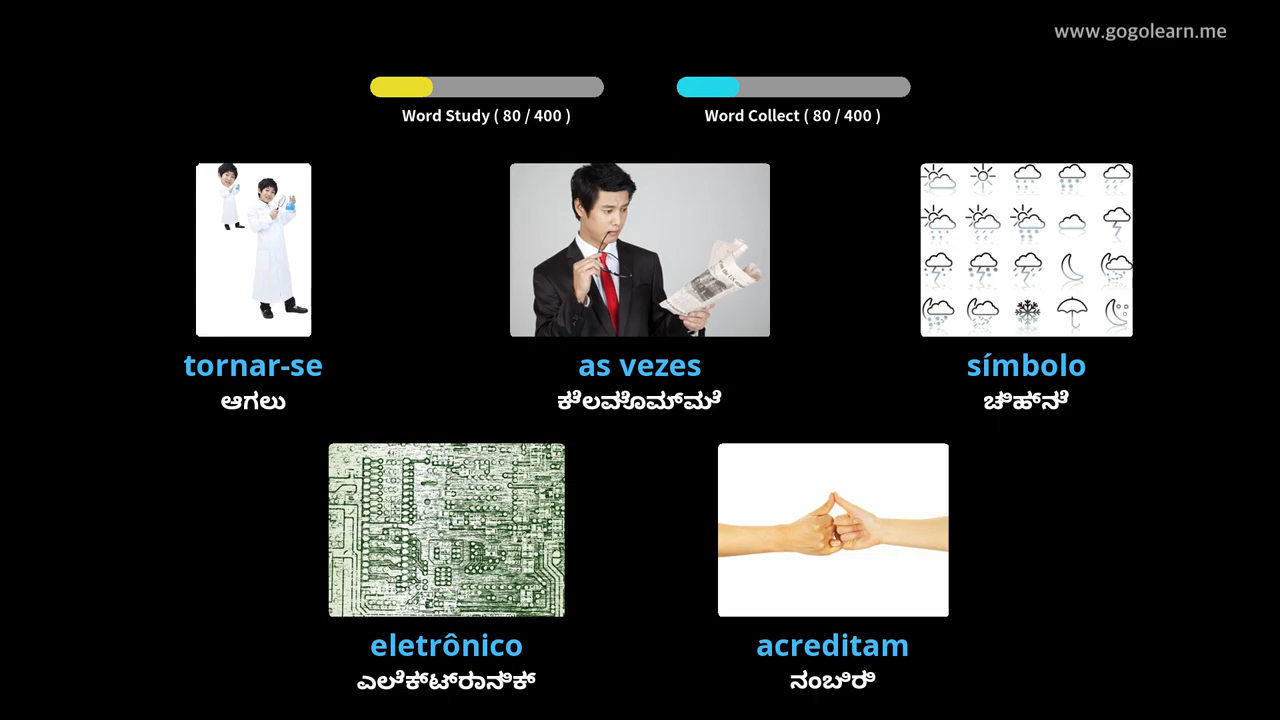 www.gogolearn.me
Word Study ( 80 / 400 )
Word Collect ( 80 / 400 )
tornar-se
ಆಗಲು
as vezes
ಕೆಲವೊಮ್ಮೆ
símbolo
ಚಿಹ್ನೆ
eletrônico
ಎಲೆಕ್ಟ್ರಾನಿಕ್
acreditam
ನಂಬಿರಿ